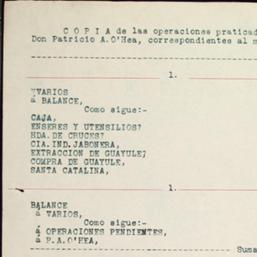 C O P I A de las operaciones praticad
Don Patricio A.O'Hea, correspondientes al m
1.
VARIOS
á BALANCE,
Como sigue:-
CAJA,
ENSERES Y UTENSILIOS?
HDA. DE CRUCES?
CIA. IND. JABONERA,
EXTRACCION DE GUAYULE;
COMPRA DE GUAYULE,
SANTA CATALINA,
1.
BALANCE
á VARIOS,
Como sigue:-
á OPERACIONES PENDIENTES,
á P.A.O'HEA,
Suma